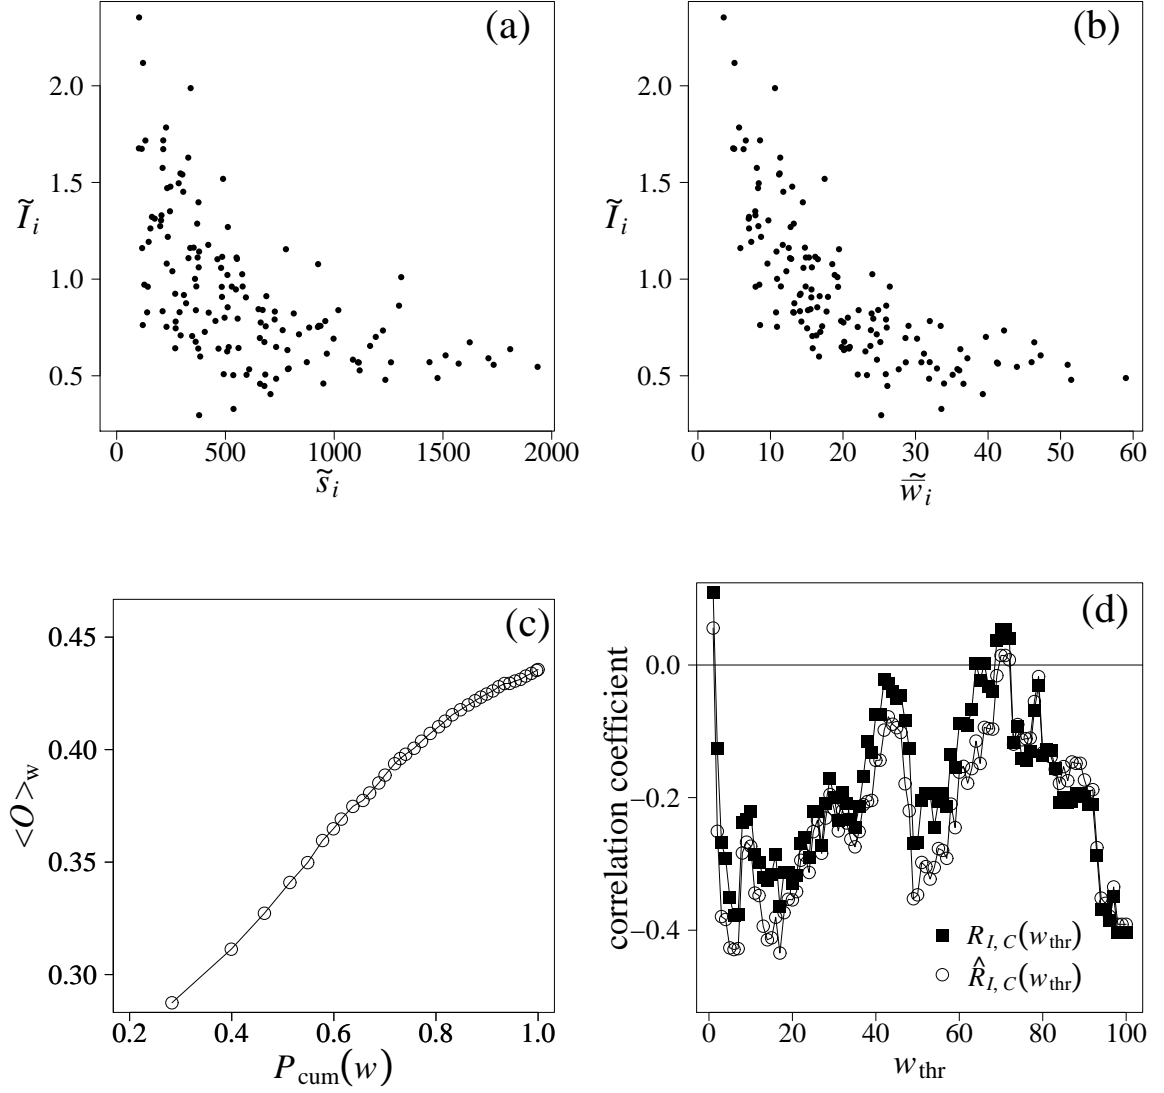 (a)
2.0
1.5
1.0
0.5
Ĩ i
0 500 1000 1500 2000
s̃ i
(b)
2.0
1.5
1.0
0.5
Ĩ i
0 10 20 30 40 50 60
w̄̃ i
(c)
0.45
0.40
0.35
0.30
<O>w
0.2 0.4 0.6 0.8 1.0
Pcum(w)
(d)
0.0
−0.2
−0.4
correlation coefficient
R I, C (wthr)
R̂ I, C (wthr)
0 20 40 60 80 100
wthr